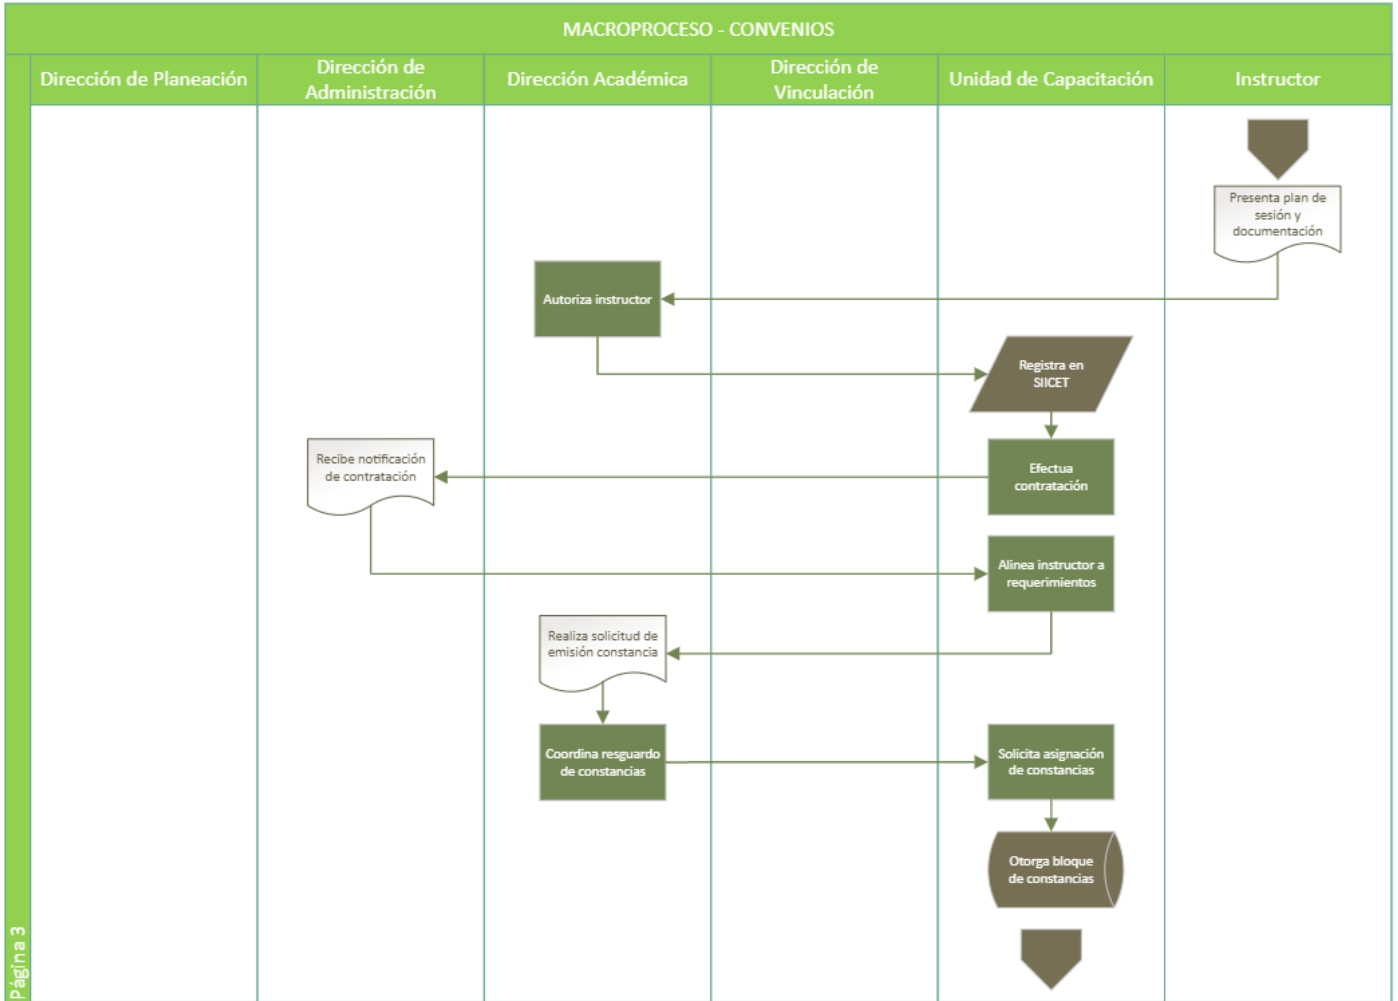 MACROPROCESO - CONVENIOS
Dirección de Planeación
Dirección de
Administración
Dirección Académica
Dirección de
Vinculación
Unidad de Capacitación
Instructor
Presenta plan de
sesión y
documentación
Autoriza instructor
Registra en
SIICET
Recibe notificación
de contratación
Efectua
contratación
Alinea instructor a
requerimientos
Realiza solicitud de
emisión constancia
Coordina resguardo
de constancias
Solicita asignación
de constancias
Otorga bloque
de constancias
Página 3